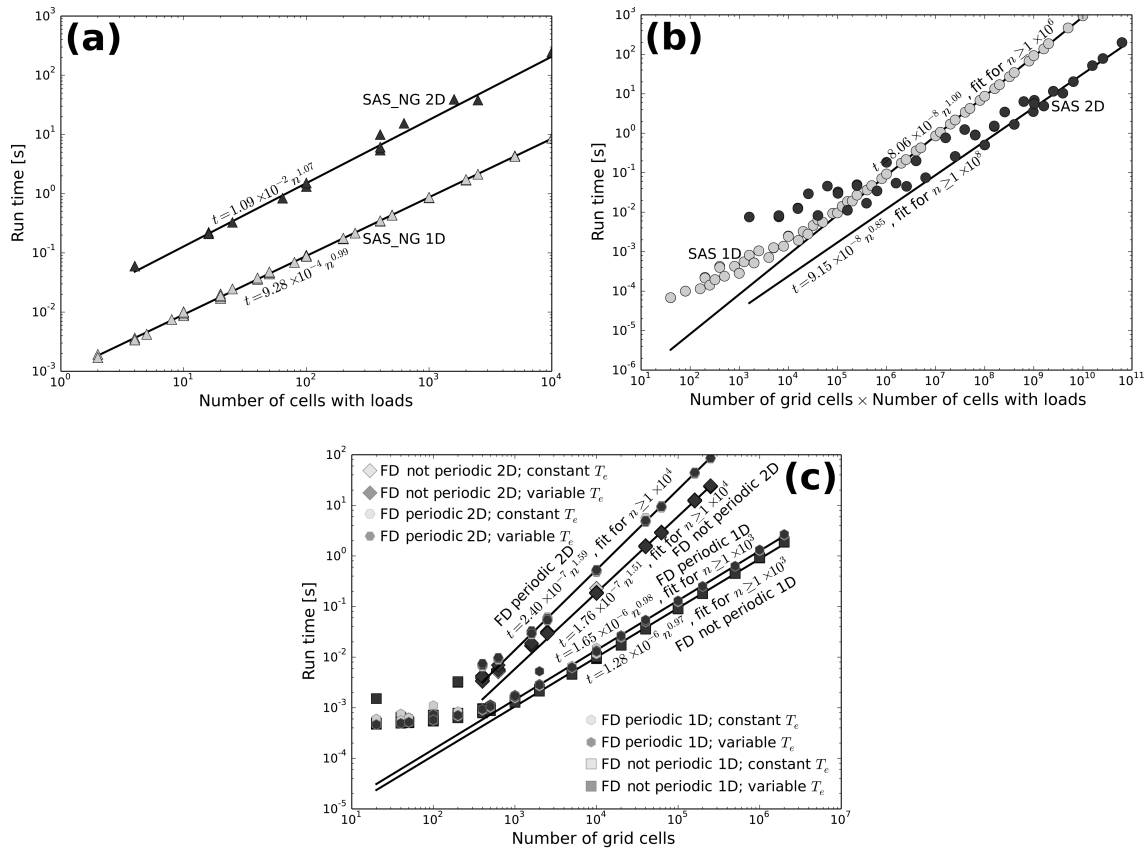 (a)
10^3
10^2
10^1
10^0
10^-1
10^-2
10^-3
Run time [s]
SAS_NG 2D
t=1.09 ×10^-2 n^1.07
SAS_NG 1D
t=9.28 ×10^-4 n^0.99
10^0 10^1 10^2 10^3 10^4
Number of cells with loads
(b)
10^3
10^2
10^1
10^0
10^-1
10^-2
10^-3
10^-4
10^-5
10^-6
Run time [s]
t=8.06 ×10^-8 n^1.00, fit for n≥1 ×10^6
SAS 2D
SAS 1D
t=9.15 ×10^-8 n^0.85, fit for n≥1 ×10^8
10^1 10^2 10^3 10^4 10^5 10^6 10^7 10^8 10^9 10^10 10^11
Number of grid cells × Number of cells with loads
(c)
10^2
10^1
10^0
10^-1
10^-2
10^-3
10^-4
10^-5
Run time [s]
FD not periodic 2D; constant T_e
FD not periodic 2D; variable T_e
FD periodic 2D; constant T_e
FD periodic 2D; variable T_e
FD periodic 2D
t=2.40 ×10^-7 n^1.59, fit for n≥1 ×10^4
t=1.76 ×10^-7 n^1.51, fit for n≥1 ×10^4
FD not periodic 2D
FD periodic 1D
t=1.65 ×10^-6 n^0.98, fit for n≥1 ×10^3
t=1.28 ×10^-6 n^0.97, fit for n≥1 ×10^3
FD not periodic 1D
FD periodic 1D; constant T_e
FD periodic 1D; variable T_e
FD not periodic 1D; constant T_e
FD not periodic 1D; variable T_e
10^1 10^2 10^3 10^4 10^5 10^6 10^7
Number of grid cells